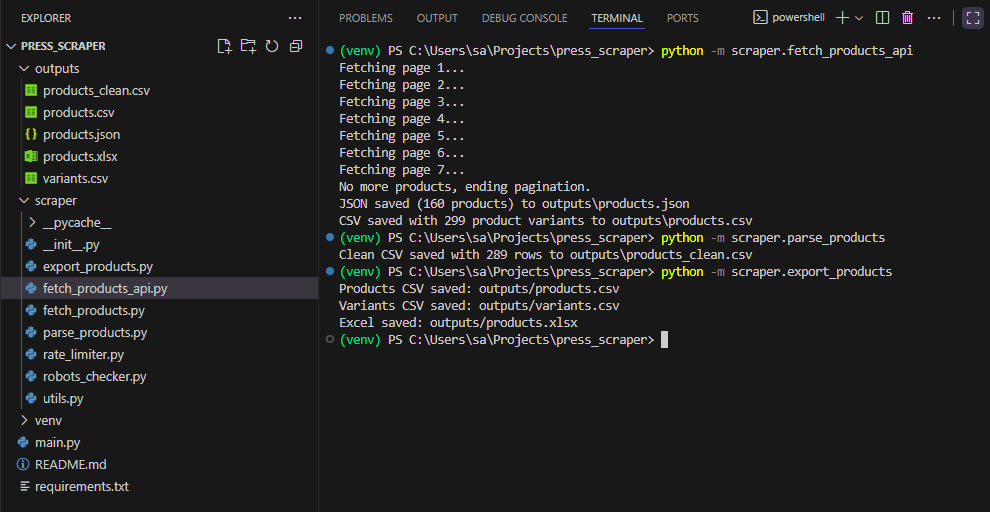 EXPLORER
PRESS_SCRAPER
outputs
products_clean.csv
products.csv
products.json
products.xlsx
variants.csv
scraper
__pycache__
__init__.py
export_products.py
fetch_products_api.py
fetch_products.py
parse_products.py
rate_limiter.py
robots_checker.py
utils.py
venv
main.py
README.md
requirements.txt
PROBLEMS OUTPUT DEBUG CONSOLE TERMINAL PORTS powershell
(venv) PS C:\Users\sa\Projects\press_scraper> python -m scraper.fetch_products_api
Fetching page 1...
Fetching page 2...
Fetching page 3...
Fetching page 4...
Fetching page 5...
Fetching page 6...
Fetching page 7...
No more products, ending pagination.
JSON saved (160 products) to outputs\products.json
CSV saved with 299 product variants to outputs\products.csv
(venv) PS C:\Users\sa\Projects\press_scraper> python -m scraper.parse_products
Clean CSV saved with 289 rows to outputs\products_clean.csv
(venv) PS C:\Users\sa\Projects\press_scraper> python -m scraper.export_products
Products CSV saved: outputs/products.csv
Variants CSV saved: outputs/variants.csv
Excel saved: outputs/products.xlsx
(venv) PS C:\Users\sa\Projects\press_scraper>